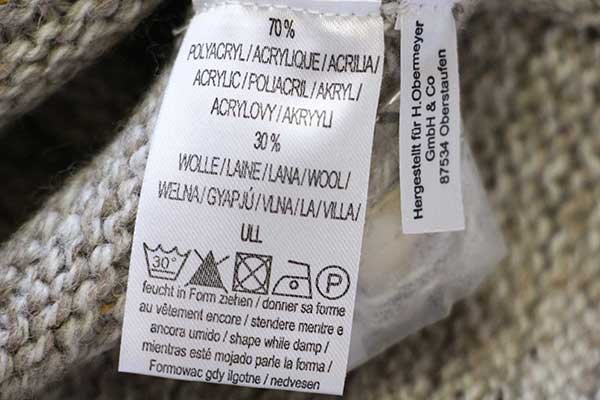 70%
POLYACRYL / ACRYLIQUE / ACRILIA /
ACRYLIC / POLIACRIL / AKRYL /
ACRYLOVY / AKRYYLI
30%
WOLLE / LAINE / LANA / WOOL /
WELNA / GYAPJÚ / VLNA / LA / VILLA /
ULL
30°
P
feucht in Form ziehen / donner sa forme
au vêtement encore / stendere mentre e
ancora umido / shape while damp /
mientras esté mojado parle la forma /
Formowac gdy ilgotne / nedvesen
Hergestellt für H.Obermeyer
GmbH & Co
87534 Oberstaufen